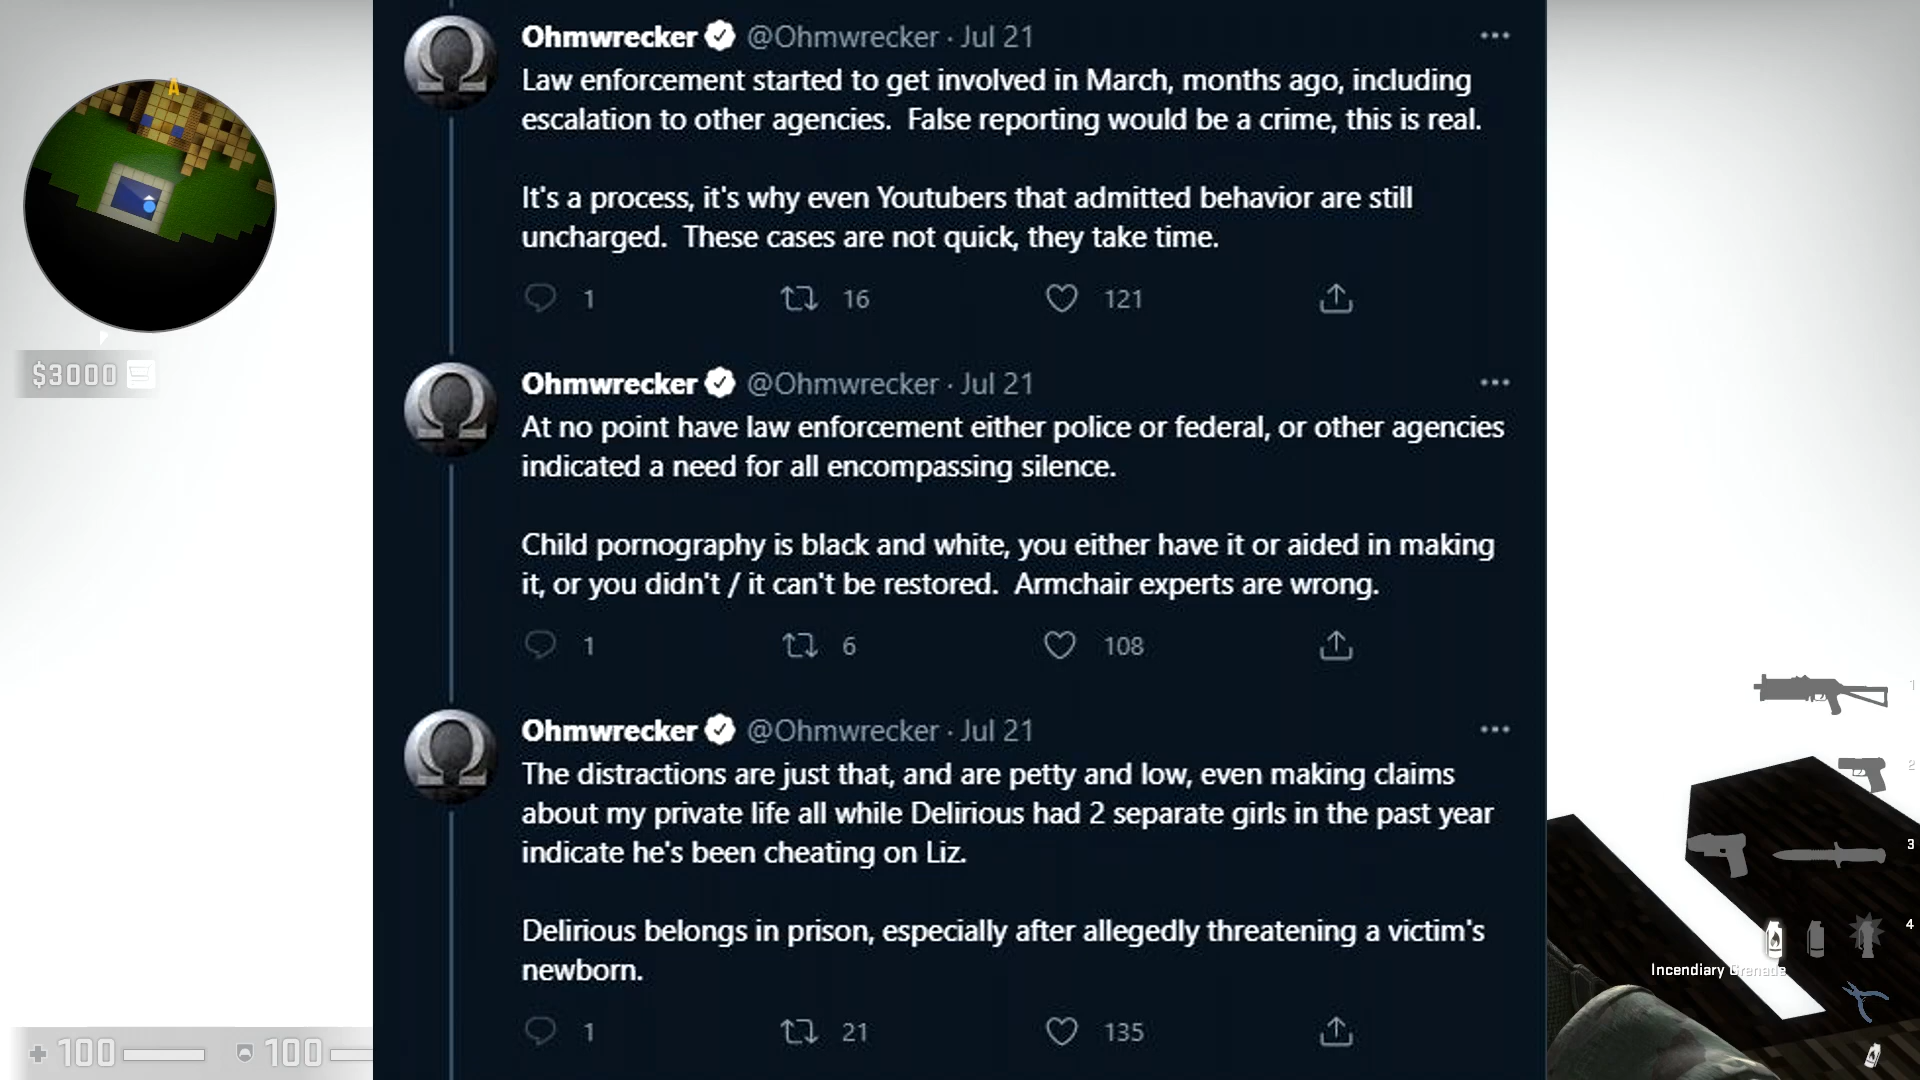 Ohmwrecker @Ohmwrecker · Jul 21
Law enforcement started to get involved in March, months ago, including
escalation to other agencies.  False reporting would be a crime, this is real.
It's a process, it's why even Youtubers that admitted behavior are still
uncharged.  These cases are not quick, they take time.
1 16 121
Ohmwrecker @Ohmwrecker · Jul 21
At no point have law enforcement either police or federal, or other agencies
indicated a need for all encompassing silence.
Child pornography is black and white, you either have it or aided in making
it, or you didn't / it can't be restored.  Armchair experts are wrong.
1 6 108
Ohmwrecker @Ohmwrecker · Jul 21
The distractions are just that, and are petty and low, even making claims
about my private life all while Delirious had 2 separate girls in the past year
indicate he's been cheating on Liz.
Delirious belongs in prison, especially after allegedly threatening a victim's
newborn.
1 21 135
A
$3000
100 100
1
2
3
4
Incendiary Grenade